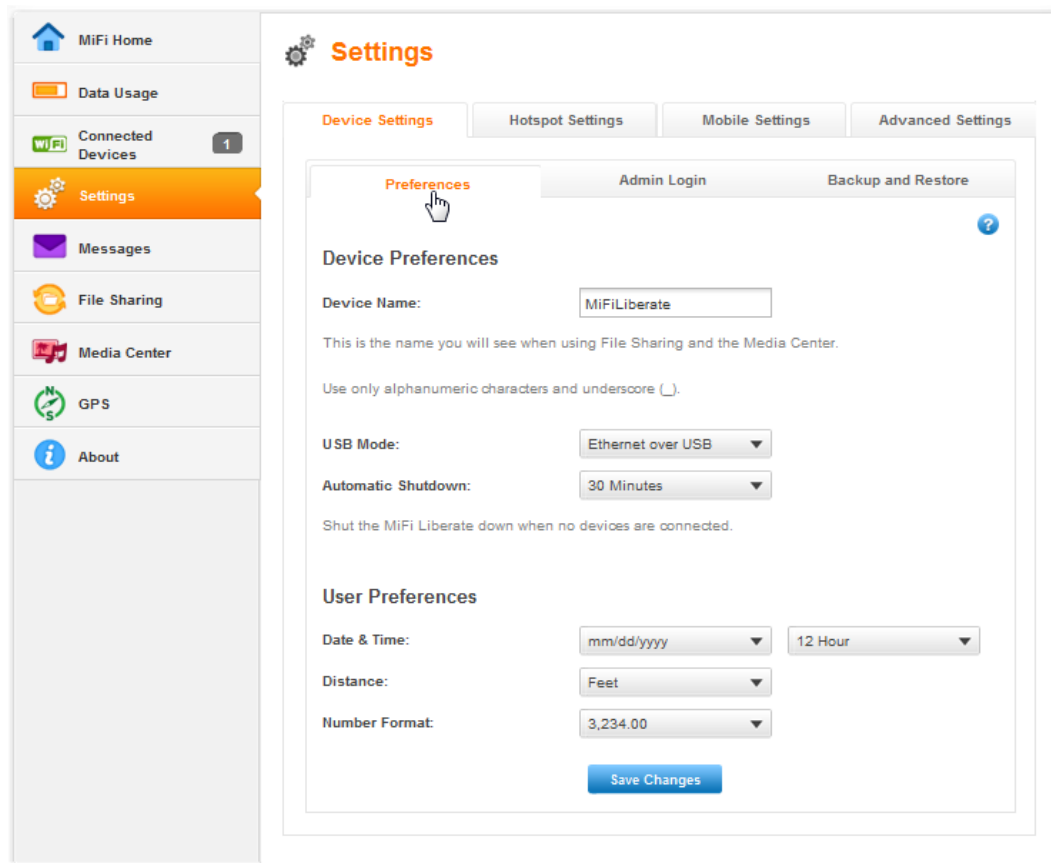 MiFi Home
Data Usage
WiFi
Connected
Devices
1
Settings
Messages
File Sharing
Media Center
N
S
GPS
i
About
Settings
Device Settings
Hotspot Settings
Mobile Settings
Advanced Settings
Preferences
Admin Login
Backup and Restore
?
Device Preferences
Device Name:
MiFiLiberate
This is the name you will see when using File Sharing and the Media Center.
Use only alphanumeric characters and underscore (_).
USB Mode:
Ethernet over USB
Automatic Shutdown:
30 Minutes
Shut the MiFi Liberate down when no devices are connected.
User Preferences
Date & Time:
mm/dd/yyyy
12 Hour
Distance:
Feet
Number Format:
3,234.00
Save Changes